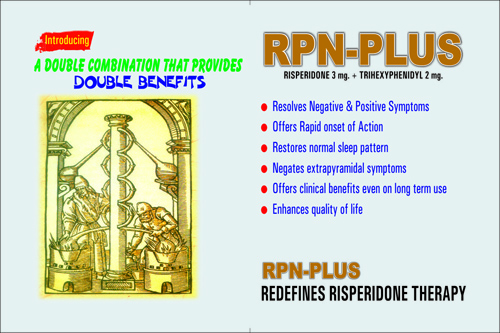 Introducing
A DOUBLE COMBINATION THAT PROVIDES
DOUBLE BENEFITS
RPN-PLUS
RISPERIDONE 3 mg. + TRIHEXYPHENIDYL 2 mg.
Resolves Negative & Positive Symptoms
Offers Rapid onset of Action
Restores normal sleep pattern
Negates extrapyramidal symptoms
Offers clinical benefits even on long term use
Enhances quality of life
RPN-PLUS
REDEFINES RISPERIDONE THERAPY